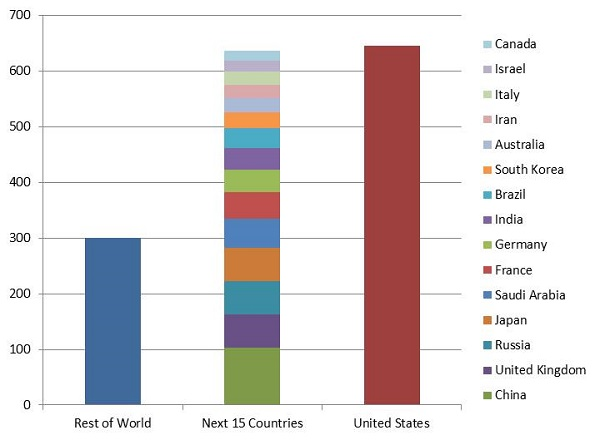 700
600
500
400
300
200
100
0
Rest of World
Next 15 Countries
United States
Canada
Israel
Italy
Iran
Australia
South Korea
Brazil
India
Germany
France
Saudi Arabia
Japan
Russia
United Kingdom
China